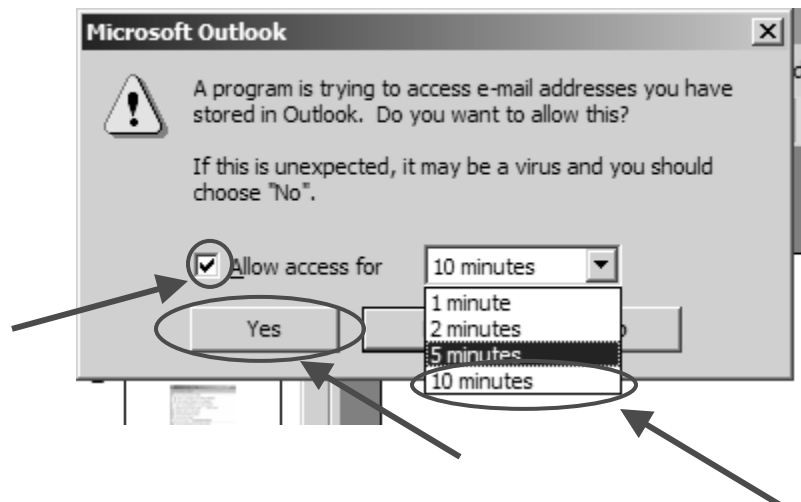 Microsoft Outlook
A program is trying to access e-mail addresses you have
stored in Outlook. Do you want to allow this?
If this is unexpected, it may be a virus and you should
choose "No".
Allow access for 10 minutes
1 minute
Yes 2 minutes
5 minutes
10 minutes